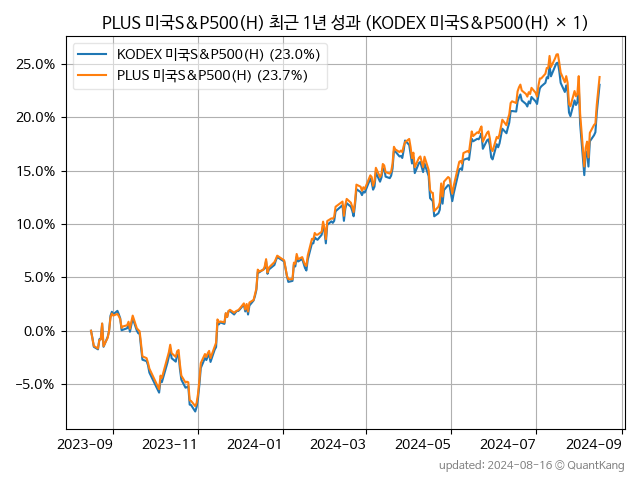 PLUS 미국S&P500(H) 최근 1년 성과 (KODEX 미국S&P500(H) × 1)
KODEX 미국S&P500(H) (23.0%)
PLUS 미국S&P500(H) (23.7%)
25.0%
20.0%
15.0%
10.0%
5.0%
0.0%
−5.0%
2023-09 2023-11 2024-01 2024-03 2024-05 2024-07 2024-09
updated: 2024-08-16 © QuantKang